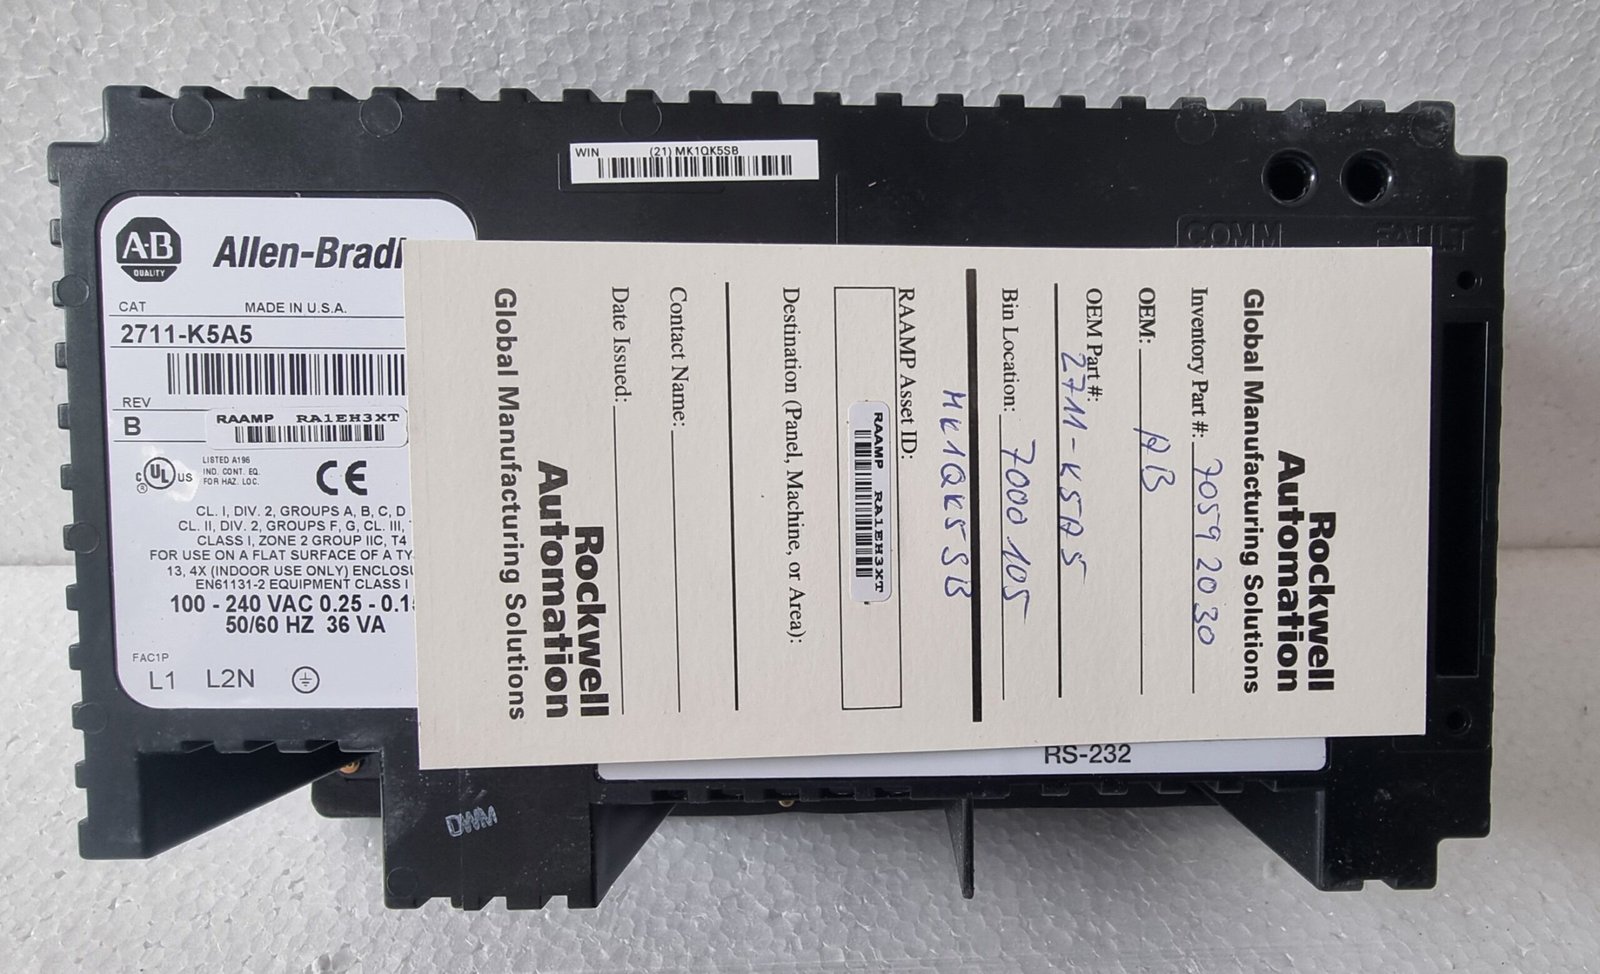 WIN (21) MK1QK5SB
COMM FAULT
A-B
QUALITY
Allen-Bradl
CAT MADE IN U.S.A.
2711-K5A5
REV
B
RAAMP RA1EH3XT
c UL US
LISTED A196
IND. CONT. EQ.
FOR HAZ. LOC.
CE
CL. I, DIV. 2, GROUPS A, B, C, D
CL. II, DIV. 2, GROUPS F, G, CL. III,
CLASS I, ZONE 2 GROUP IIC, T4
FOR USE ON A FLAT SURFACE OF A TY
13, 4X (INDOOR USE ONLY) ENCLOSU
EN61131-2 EQUIPMENT CLASS I
100 - 240 VAC 0.25 - 0.15
50/60 HZ 36 VA
FAC1P
L1 L2N
Rockwell
Automation
Global Manufacturing Solutions
Inventory Part #: 7059 2030
OEM: AB
OEM Part #: 2711-K5A5
Bin Location: 7000 105
MK1QK5SB
RAAMP Asset ID:
RAAMP RA1EH3XT
Destination (Panel, Machine, or Area):
Contact Name:
Date Issued:
Rockwell
Automation
Global Manufacturing Solutions
RS-232
DWM